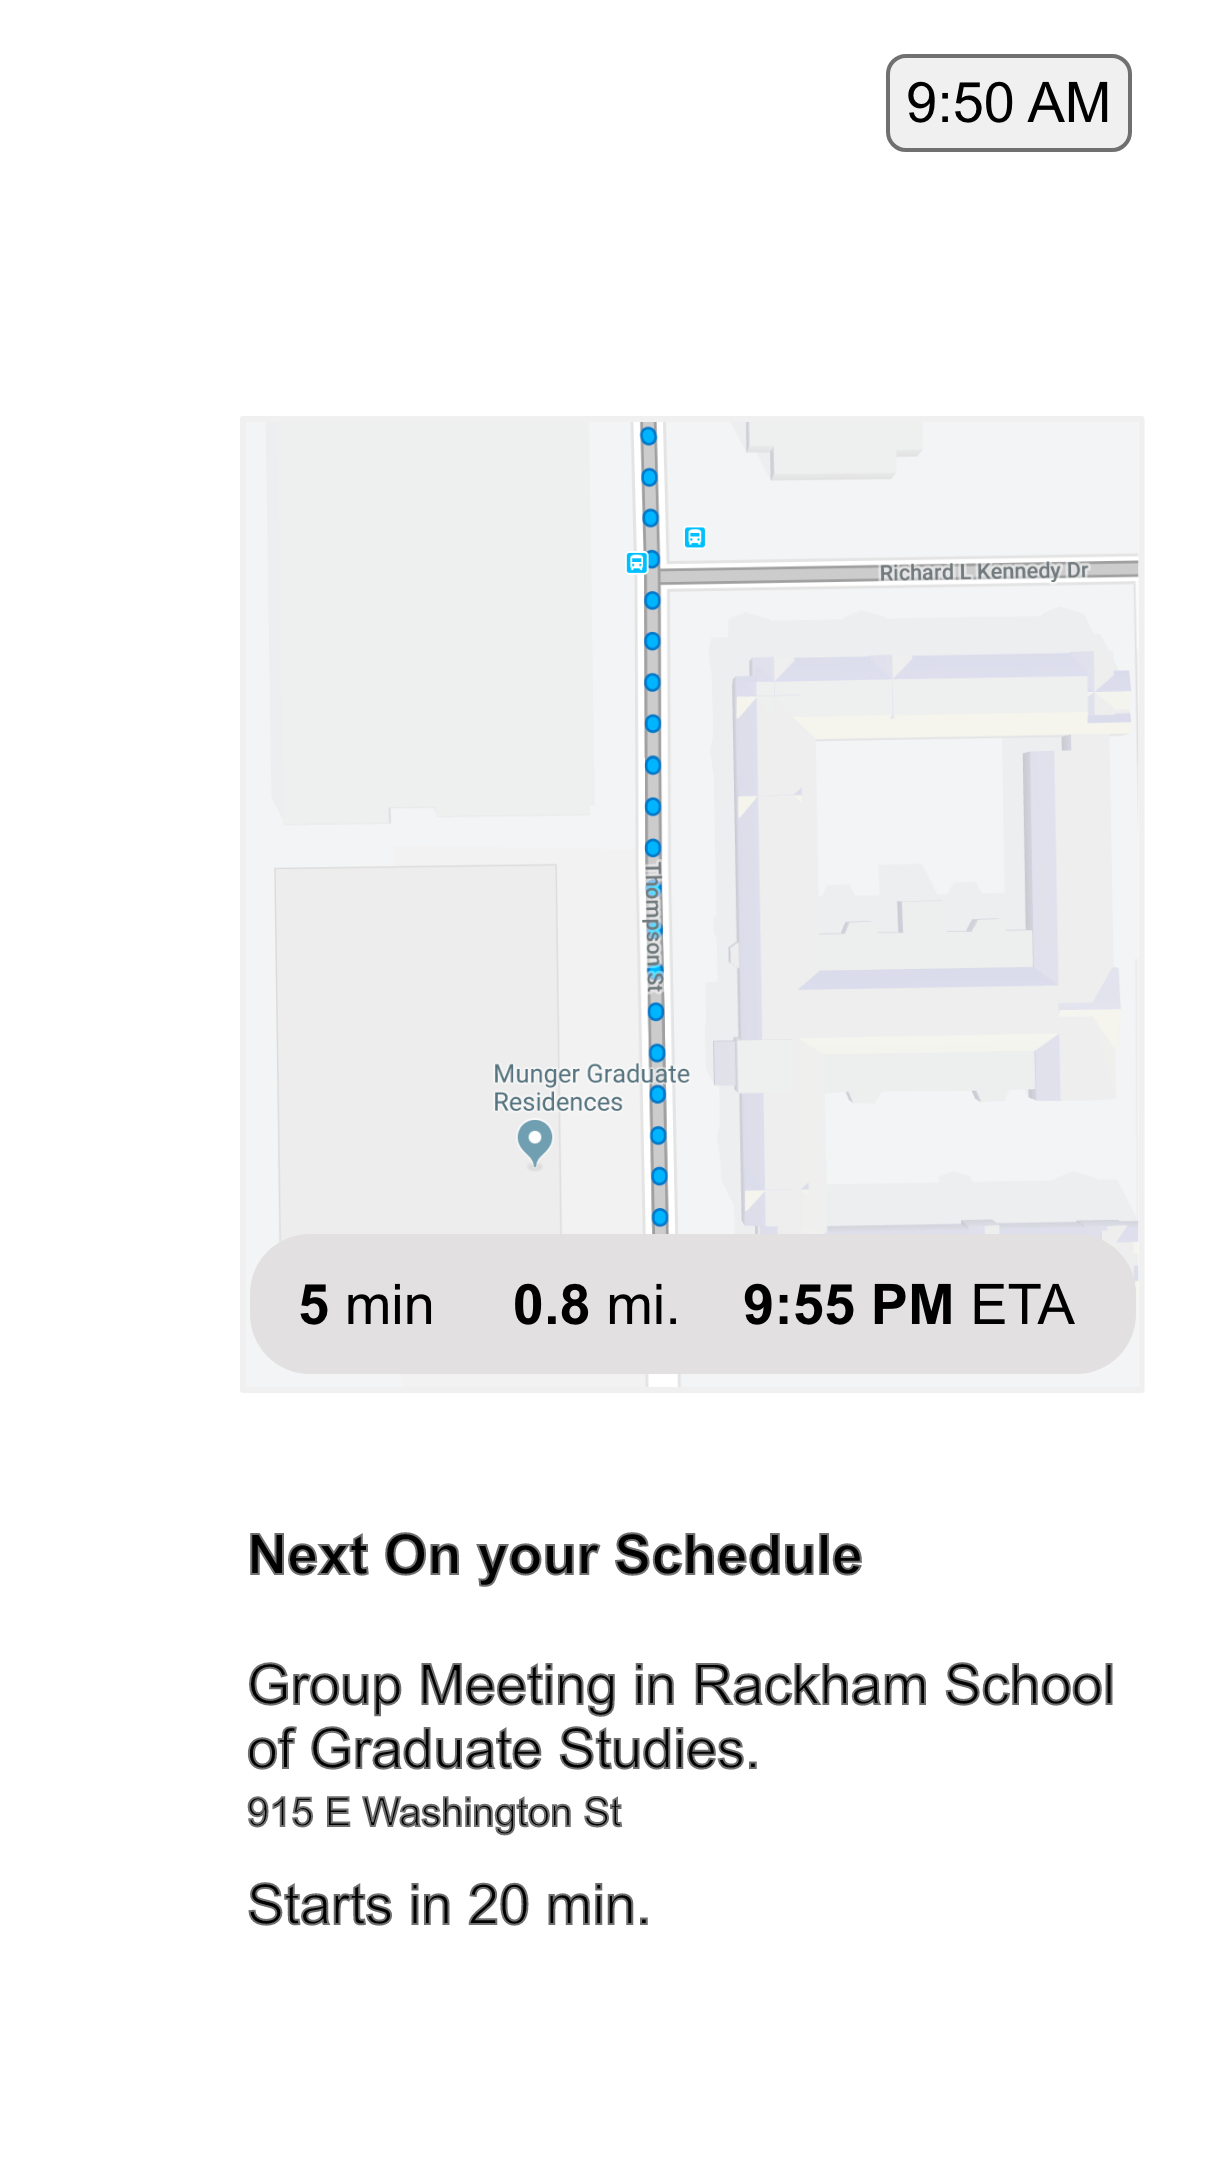 9:50 AM
Richard L Kennedy Dr
Thompson St
Munger Graduate
Residences
5 min 0.8 mi. 9:55 PM ETA
Next On your Schedule
Group Meeting in Rackham School
of Graduate Studies.
915 E Washington St
Starts in 20 min.